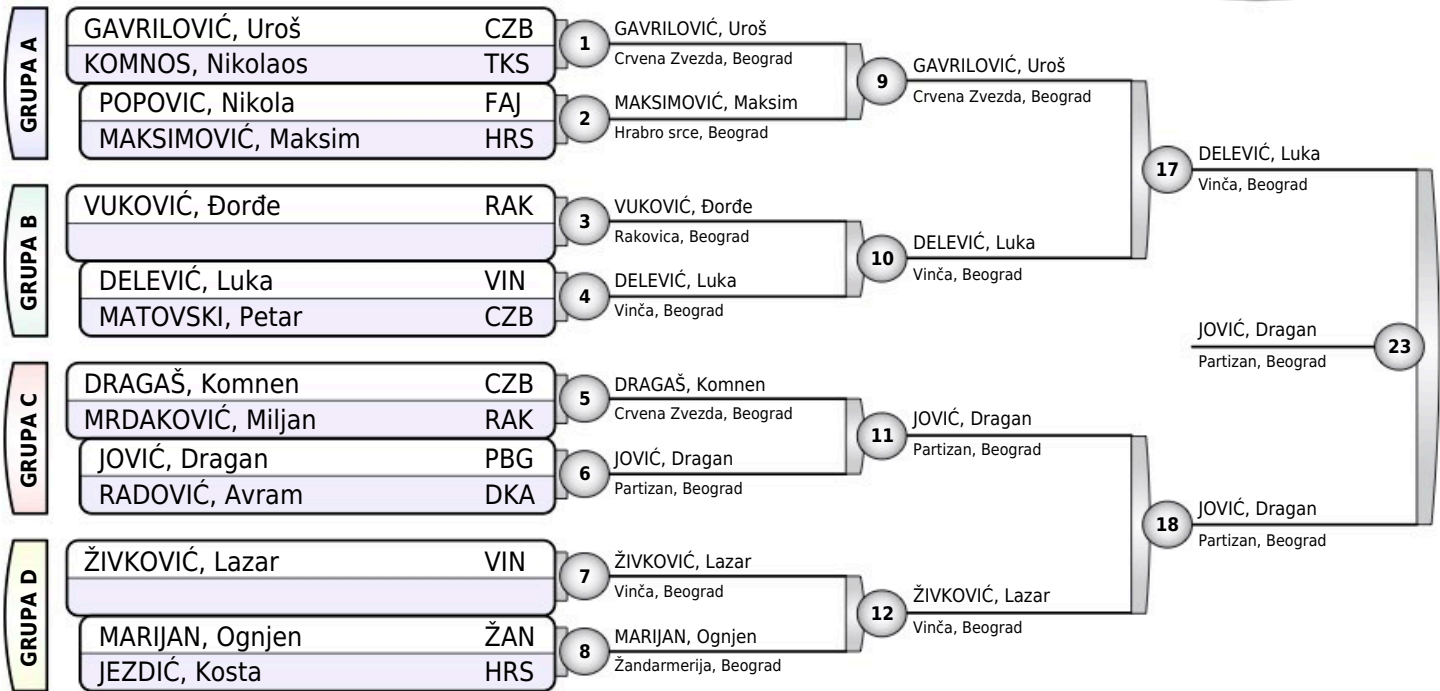 GRUPA A
GAVRILOVIĆ, Uroš CZB
KOMNOS, Nikolaos TKS
POPOVIC, Nikola FAJ
MAKSIMOVIĆ, Maksim HRS
GRUPA B
VUKOVIĆ, Đorđe RAK
DELEVIĆ, Luka VIN
MATOVSKI, Petar CZB
GRUPA C
DRAGAŠ, Komnen CZB
MRDAKOVIĆ, Miljan RAK
JOVIĆ, Dragan PBG
RADOVIĆ, Avram DKA
GRUPA D
ŽIVKOVIĆ, Lazar VIN
MARIJAN, Ognjen ŽAN
JEZDIĆ, Kosta HRS
1
GAVRILOVIĆ, Uroš
Crvena Zvezda, Beograd
2
MAKSIMOVIĆ, Maksim
Hrabro srce, Beograd
3
VUKOVIĆ, Đorđe
Rakovica, Beograd
4
DELEVIĆ, Luka
Vinča, Beograd
5
DRAGAŠ, Komnen
Crvena Zvezda, Beograd
6
JOVIĆ, Dragan
Partizan, Beograd
7
ŽIVKOVIĆ, Lazar
Vinča, Beograd
8
MARIJAN, Ognjen
Žandarmerija, Beograd
9
GAVRILOVIĆ, Uroš
Crvena Zvezda, Beograd
10
DELEVIĆ, Luka
Vinča, Beograd
11
JOVIĆ, Dragan
Partizan, Beograd
12
ŽIVKOVIĆ, Lazar
Vinča, Beograd
17
DELEVIĆ, Luka
Vinča, Beograd
18
JOVIĆ, Dragan
Partizan, Beograd
JOVIĆ, Dragan
Partizan, Beograd
23